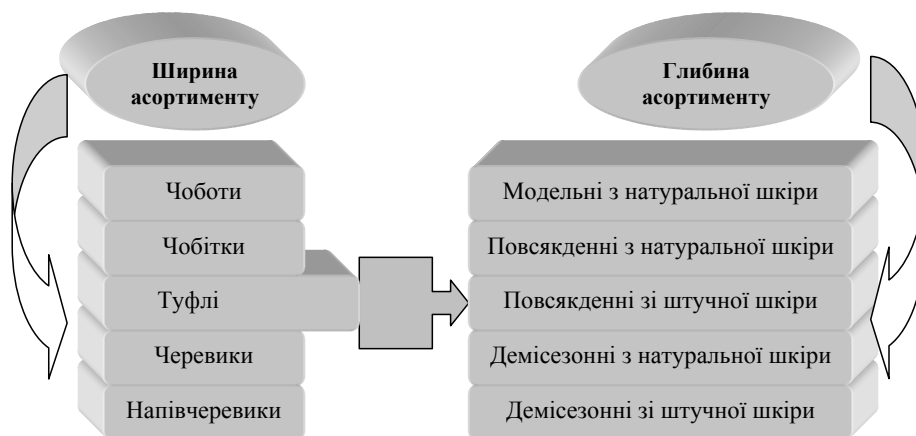 Ширина
асортименту
Глибина
асортименту
Чоботи
Чобітки
Туфлі
Черевики
Напівчеревики
Модельні з натуральної шкіри
Повсякденні з натуральної шкіри
Повсякденні зі штучної шкіри
Демісезонні з натуральної шкіри
Демісезонні зі штучної шкіри